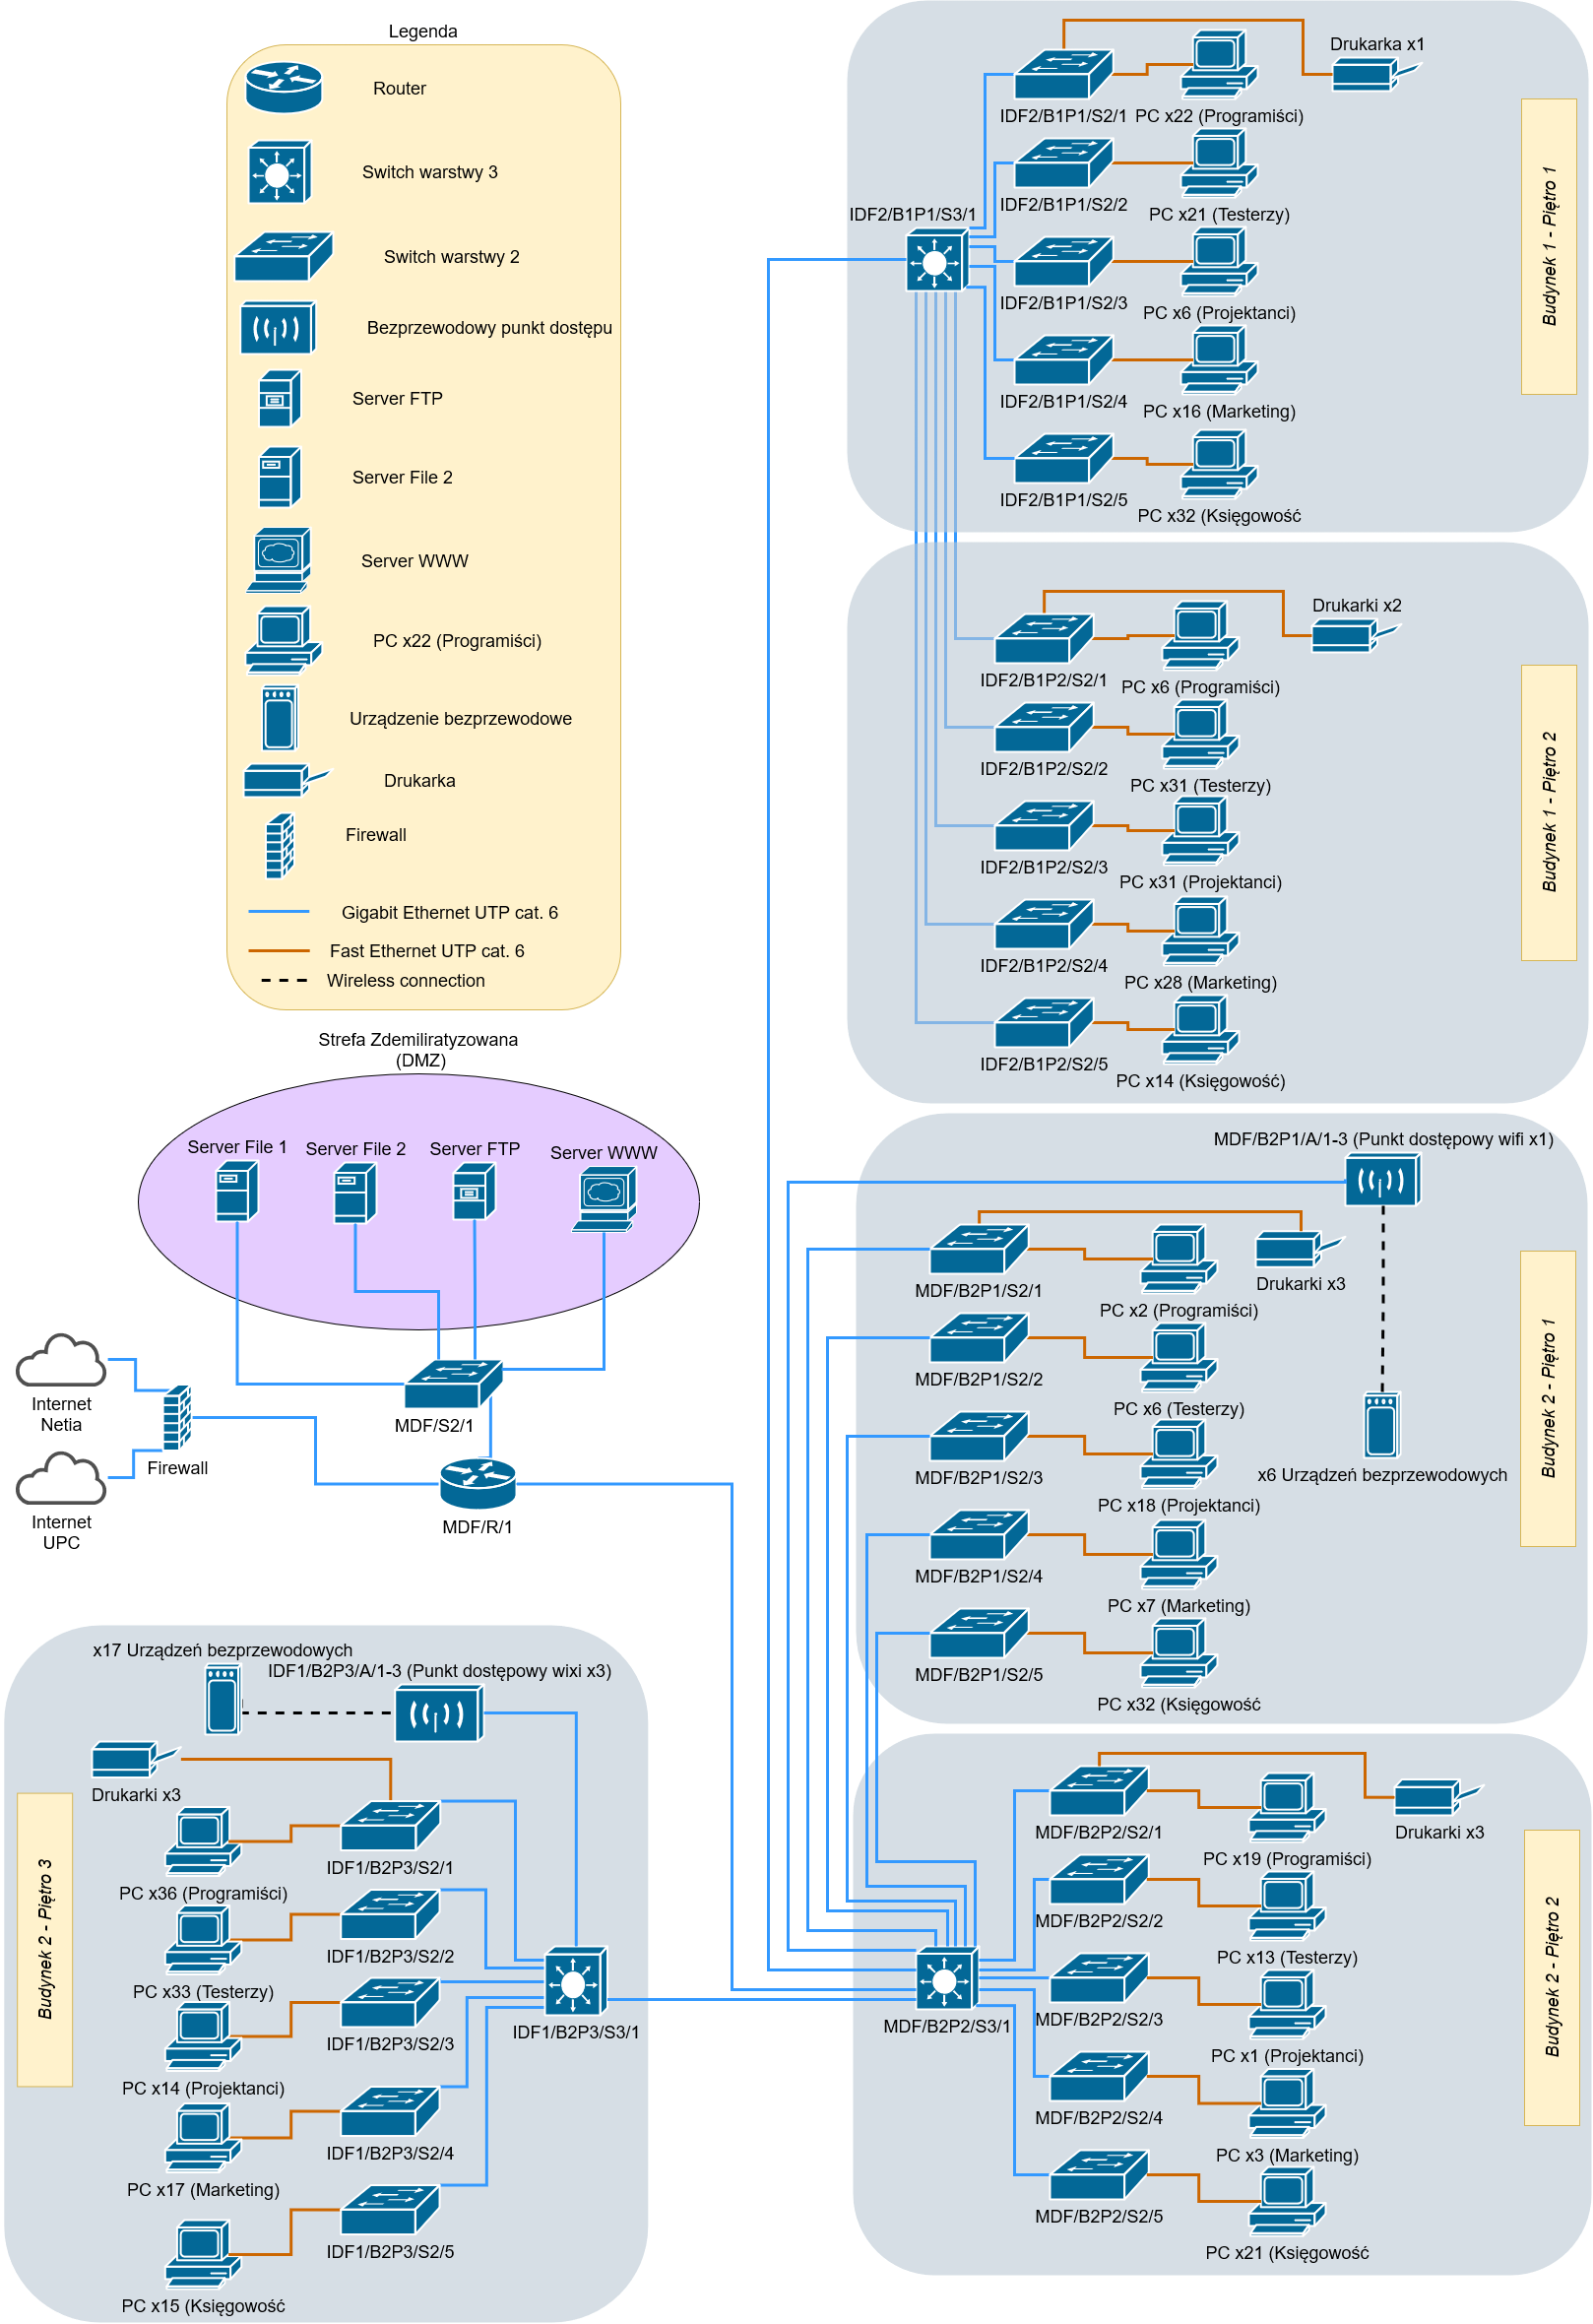 Legenda
Router
Switch warstwy 3
Switch warstwy 2
Bezprzewodowy punkt dostępu
Server FTP
Server File 2
Server WWW
PC x22 (Programiści)
Urządzenie bezprzewodowe
Drukarka
Firewall
Gigabit Ethernet UTP cat. 6
Fast Ethernet UTP cat. 6
Wireless connection
Strefa Zdemiliratyzowana
(DMZ)
Server File 1
Server File 2
Server FTP
Server WWW
MDF/S2/1
Internet
Netia
Firewall
Internet
UPC
MDF/R/1
Drukarka x1
IDF2/B1P1/S2/1
PC x22 (Programiści)
IDF2/B1P1/S2/2
PC x21 (Testerzy)
IDF2/B1P1/S3/1
IDF2/B1P1/S2/3
PC x6 (Projektanci)
IDF2/B1P1/S2/4
PC x16 (Marketing)
IDF2/B1P1/S2/5
PC x32 (Księgowość
Budynek 1 - Piętro 1
Drukarki x2
IDF2/B1P2/S2/1
PC x6 (Programiści)
IDF2/B1P2/S2/2
PC x31 (Testerzy)
IDF2/B1P2/S2/3
PC x31 (Projektanci)
IDF2/B1P2/S2/4
PC x28 (Marketing)
IDF2/B1P2/S2/5
PC x14 (Księgowość)
Budynek 1 - Piętro 2
MDF/B2P1/A/1-3 (Punkt dostępowy wifi x1)
MDF/B2P1/S2/1
Drukarki x3
PC x2 (Programiści)
MDF/B2P1/S2/2
PC x6 (Testerzy)
MDF/B2P1/S2/3
x6 Urządzeń bezprzewodowych
PC x18 (Projektanci)
MDF/B2P1/S2/4
PC x7 (Marketing)
MDF/B2P1/S2/5
PC x32 (Księgowość
Budynek 2 - Piętro 1
x17 Urządzeń bezprzewodowych
IDF1/B2P3/A/1-3 (Punkt dostępowy wixi x3)
Drukarki x3
IDF1/B2P3/S2/1
PC x36 (Programiści)
IDF1/B2P3/S2/2
PC x33 (Testerzy)
IDF1/B2P3/S3/1
IDF1/B2P3/S2/3
PC x14 (Projektanci)
IDF1/B2P3/S2/4
PC x17 (Marketing)
IDF1/B2P3/S2/5
PC x15 (Księgowość
Budynek 2 - Piętro 3
MDF/B2P2/S2/1
Drukarki x3
PC x19 (Programiści)
MDF/B2P2/S2/2
PC x13 (Testerzy)
MDF/B2P2/S3/1
MDF/B2P2/S2/3
PC x1 (Projektanci)
MDF/B2P2/S2/4
PC x3 (Marketing)
MDF/B2P2/S2/5
PC x21 (Księgowość
Budynek 2 - Piętro 2